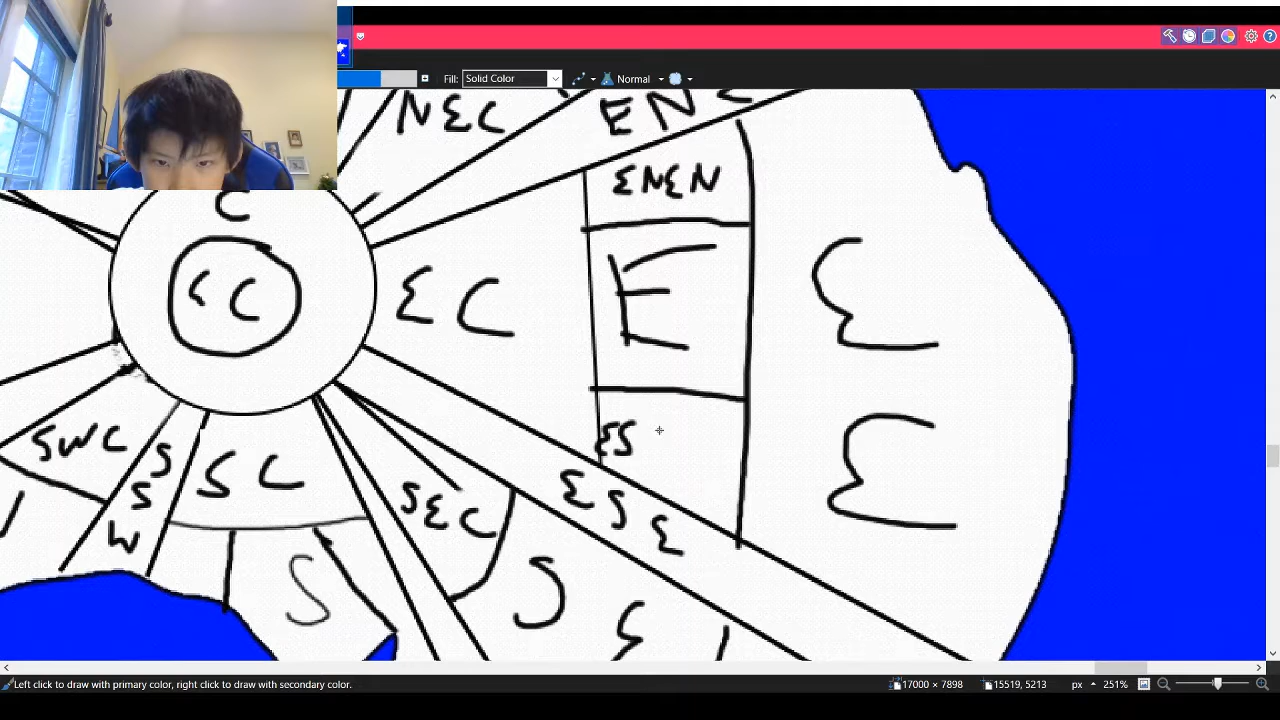 Fill:
Solid Color
Normal
NEC
ENE
ENEN
C
CC
EC
E
E
ES
E
SWC
SSW
SC
SEC
ESE
S
S
E
Left click to draw with primary color, right click to draw with secondary color.
17000 × 7898
15519, 5213
px
251%